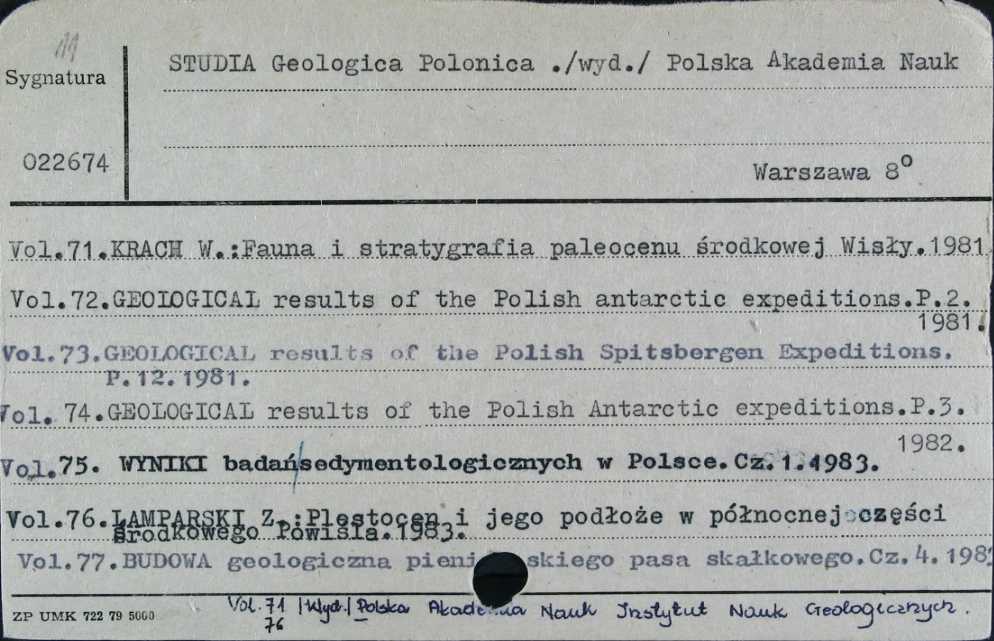 11
STUDIA Geologica Polonica ./wyd./ Polska Akademia Nauk
Sygnatura
022674
Warszawa 8°
Vol.71.KRACH W.:Fauna i stratygrafia paleocenu środkowej Wisły.1981
Vol.72.GEOLOGICAL results of the Polish antarctic expeditions.P.2.
1981.
Vol.73.GEOLOGICAL results of the Polish Spitsbergen Expeditions.
P.12.1981.
Vol. 74.GEOLOGICAL results of the Polish Antarctic expeditions.P.3.
1982.
Vol.75. WYNIKI badań/sedymentologicznych w Polsce.Cz.1.1983.
Vol.76.LAMPARSKI Z.:Plestocen i jego podłoże w północnej części
środkowego Powiśla.1983.
Vol.77.BUDOWA geologiczna pieni skiego pasa skałkowego.Cz.4.198
ZP UMK 722 79 5000
Vol. 71 /Wyd./ Polska Akademia Nauk Instytut Nauk Geologicznych.
76